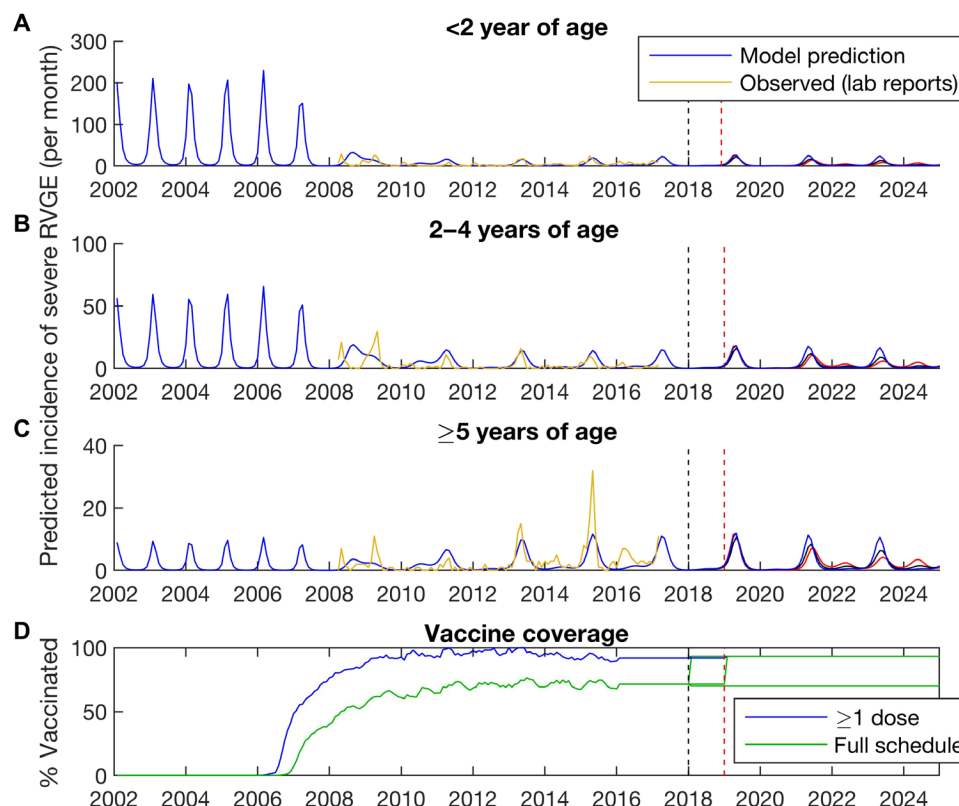 A
<2 year of age
Predicted incidence of severe RVGE (per month)
300
200
100
0
Model prediction
Observed (lab reports)
2002 2004 2006 2008 2010 2012 2014 2016 2018 2020 2022 2024
B
2–4 years of age
100
50
0
2002 2004 2006 2008 2010 2012 2014 2016 2018 2020 2022 2024
C
≥5 years of age
40
20
0
2002 2004 2006 2008 2010 2012 2014 2016 2018 2020 2022 2024
D
Vaccine coverage
% Vaccinated
100
50
0
≥1 dose
Full schedule
2002 2004 2006 2008 2010 2012 2014 2016 2018 2020 2022 2024